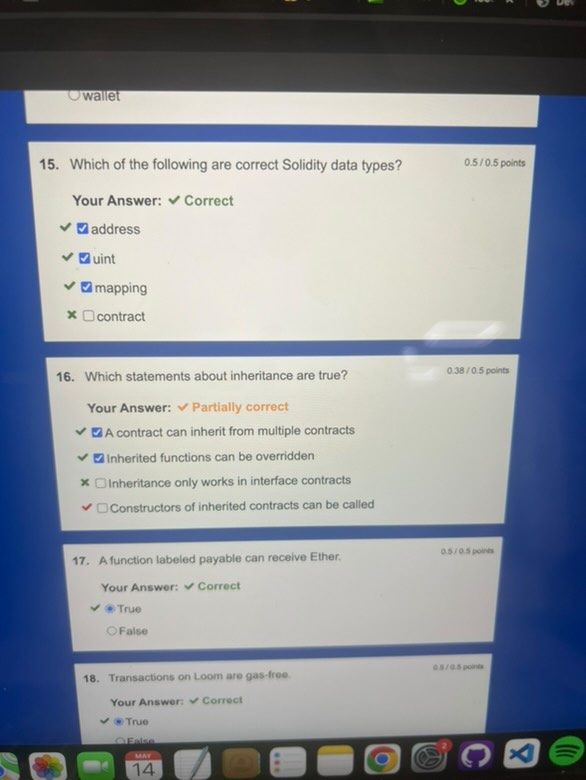 wallet
15. Which of the following are correct Solidity data types?
0.5 / 0.5 points
Your Answer: ✔ Correct
address
uint
mapping
contract
16. Which statements about inheritance are true?
0.38 / 0.5 points
Your Answer: ✔ Partially correct
A contract can inherit from multiple contracts
Inherited functions can be overridden
Inheritance only works in interface contracts
Constructors of inherited contracts can be called
17. A function labeled payable can receive Ether.
0.5 / 0.5 points
Your Answer: ✔ Correct
True
False
18. Transactions on Loom are gas-free.
0.5 / 0.5 points
Your Answer: ✔ Correct
True
False
MAY
14
2